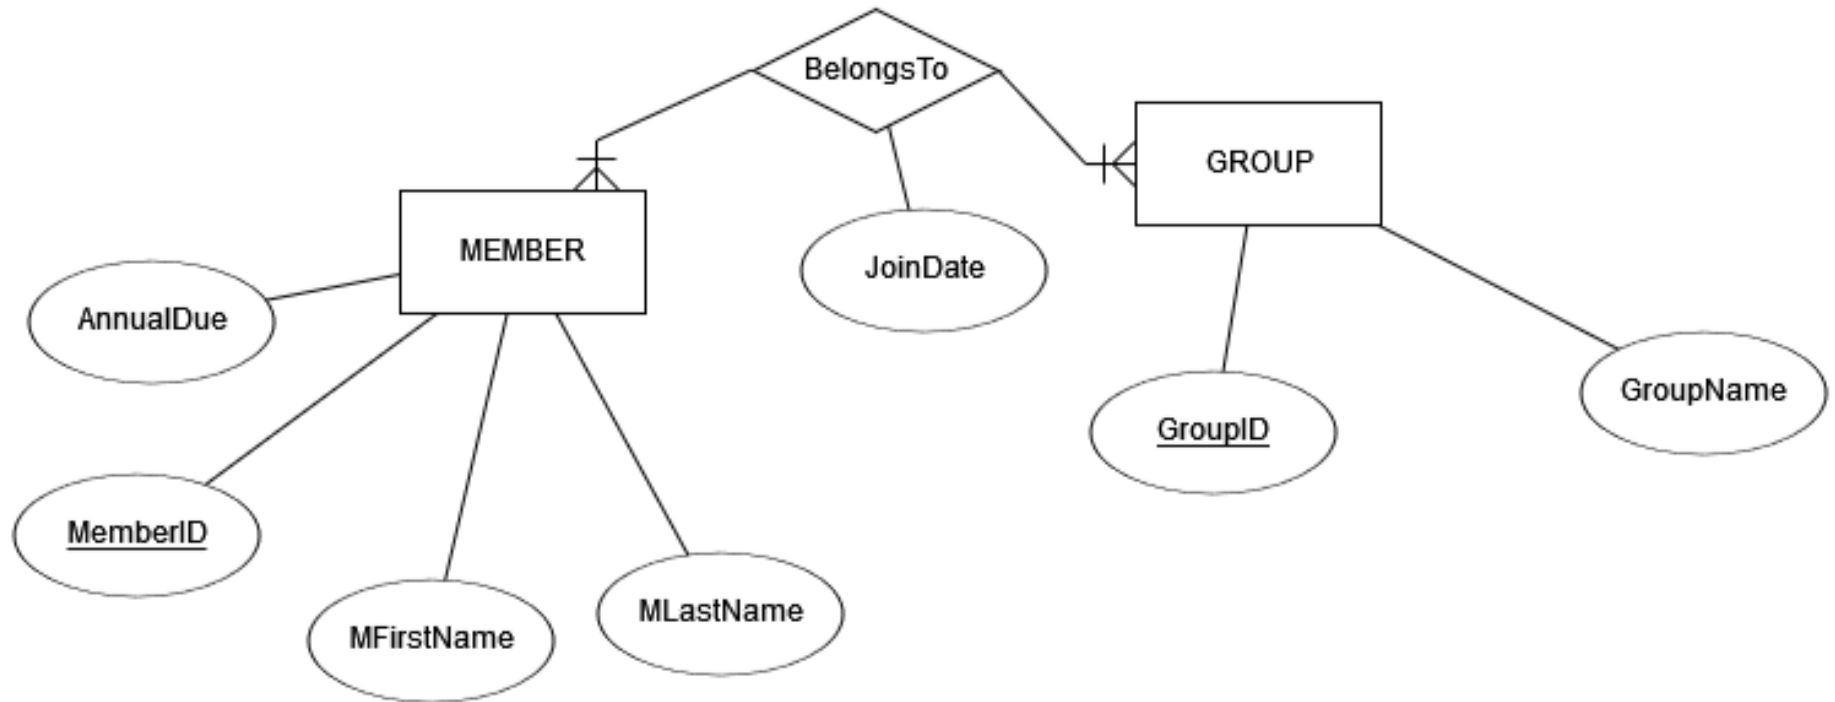 BelongsTo
GROUP
MEMBER
JoinDate
AnnualDue
GroupName
GroupID
MemberID
MLastName
MFirstName